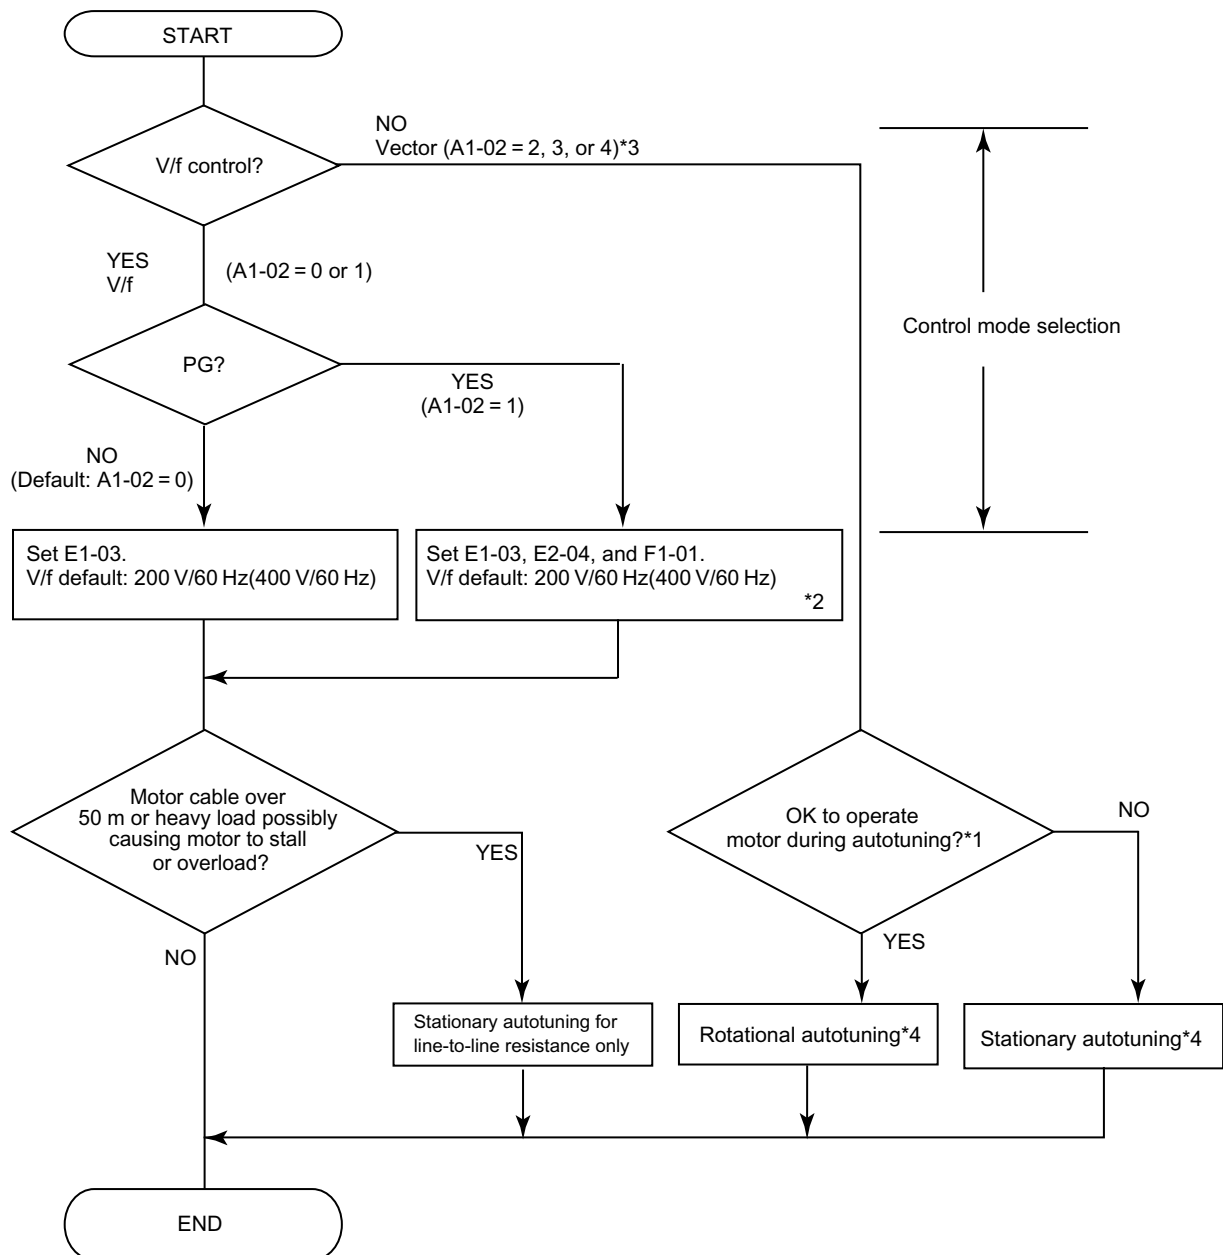 START
NO
Vector (A1-02 = 2, 3, or 4)*3
V/f control?
YES
V/f
(A1-02 = 0 or 1)
Control mode selection
PG?
YES
(A1-02 = 1)
NO
(Default: A1-02 = 0)
Set E1-03.
V/f default: 200 V/60 Hz(400 V/60 Hz)
Set E1-03, E2-04, and F1-01.
V/f default: 200 V/60 Hz(400 V/60 Hz)
*2
Motor cable over
50 m or heavy load possibly
causing motor to stall
or overload?
YES
NO
OK to operate
motor during autotuning?*1
NO
YES
Stationary autotuning for
line-to-line resistance only
Rotational autotuning*4
Stationary autotuning*4
END